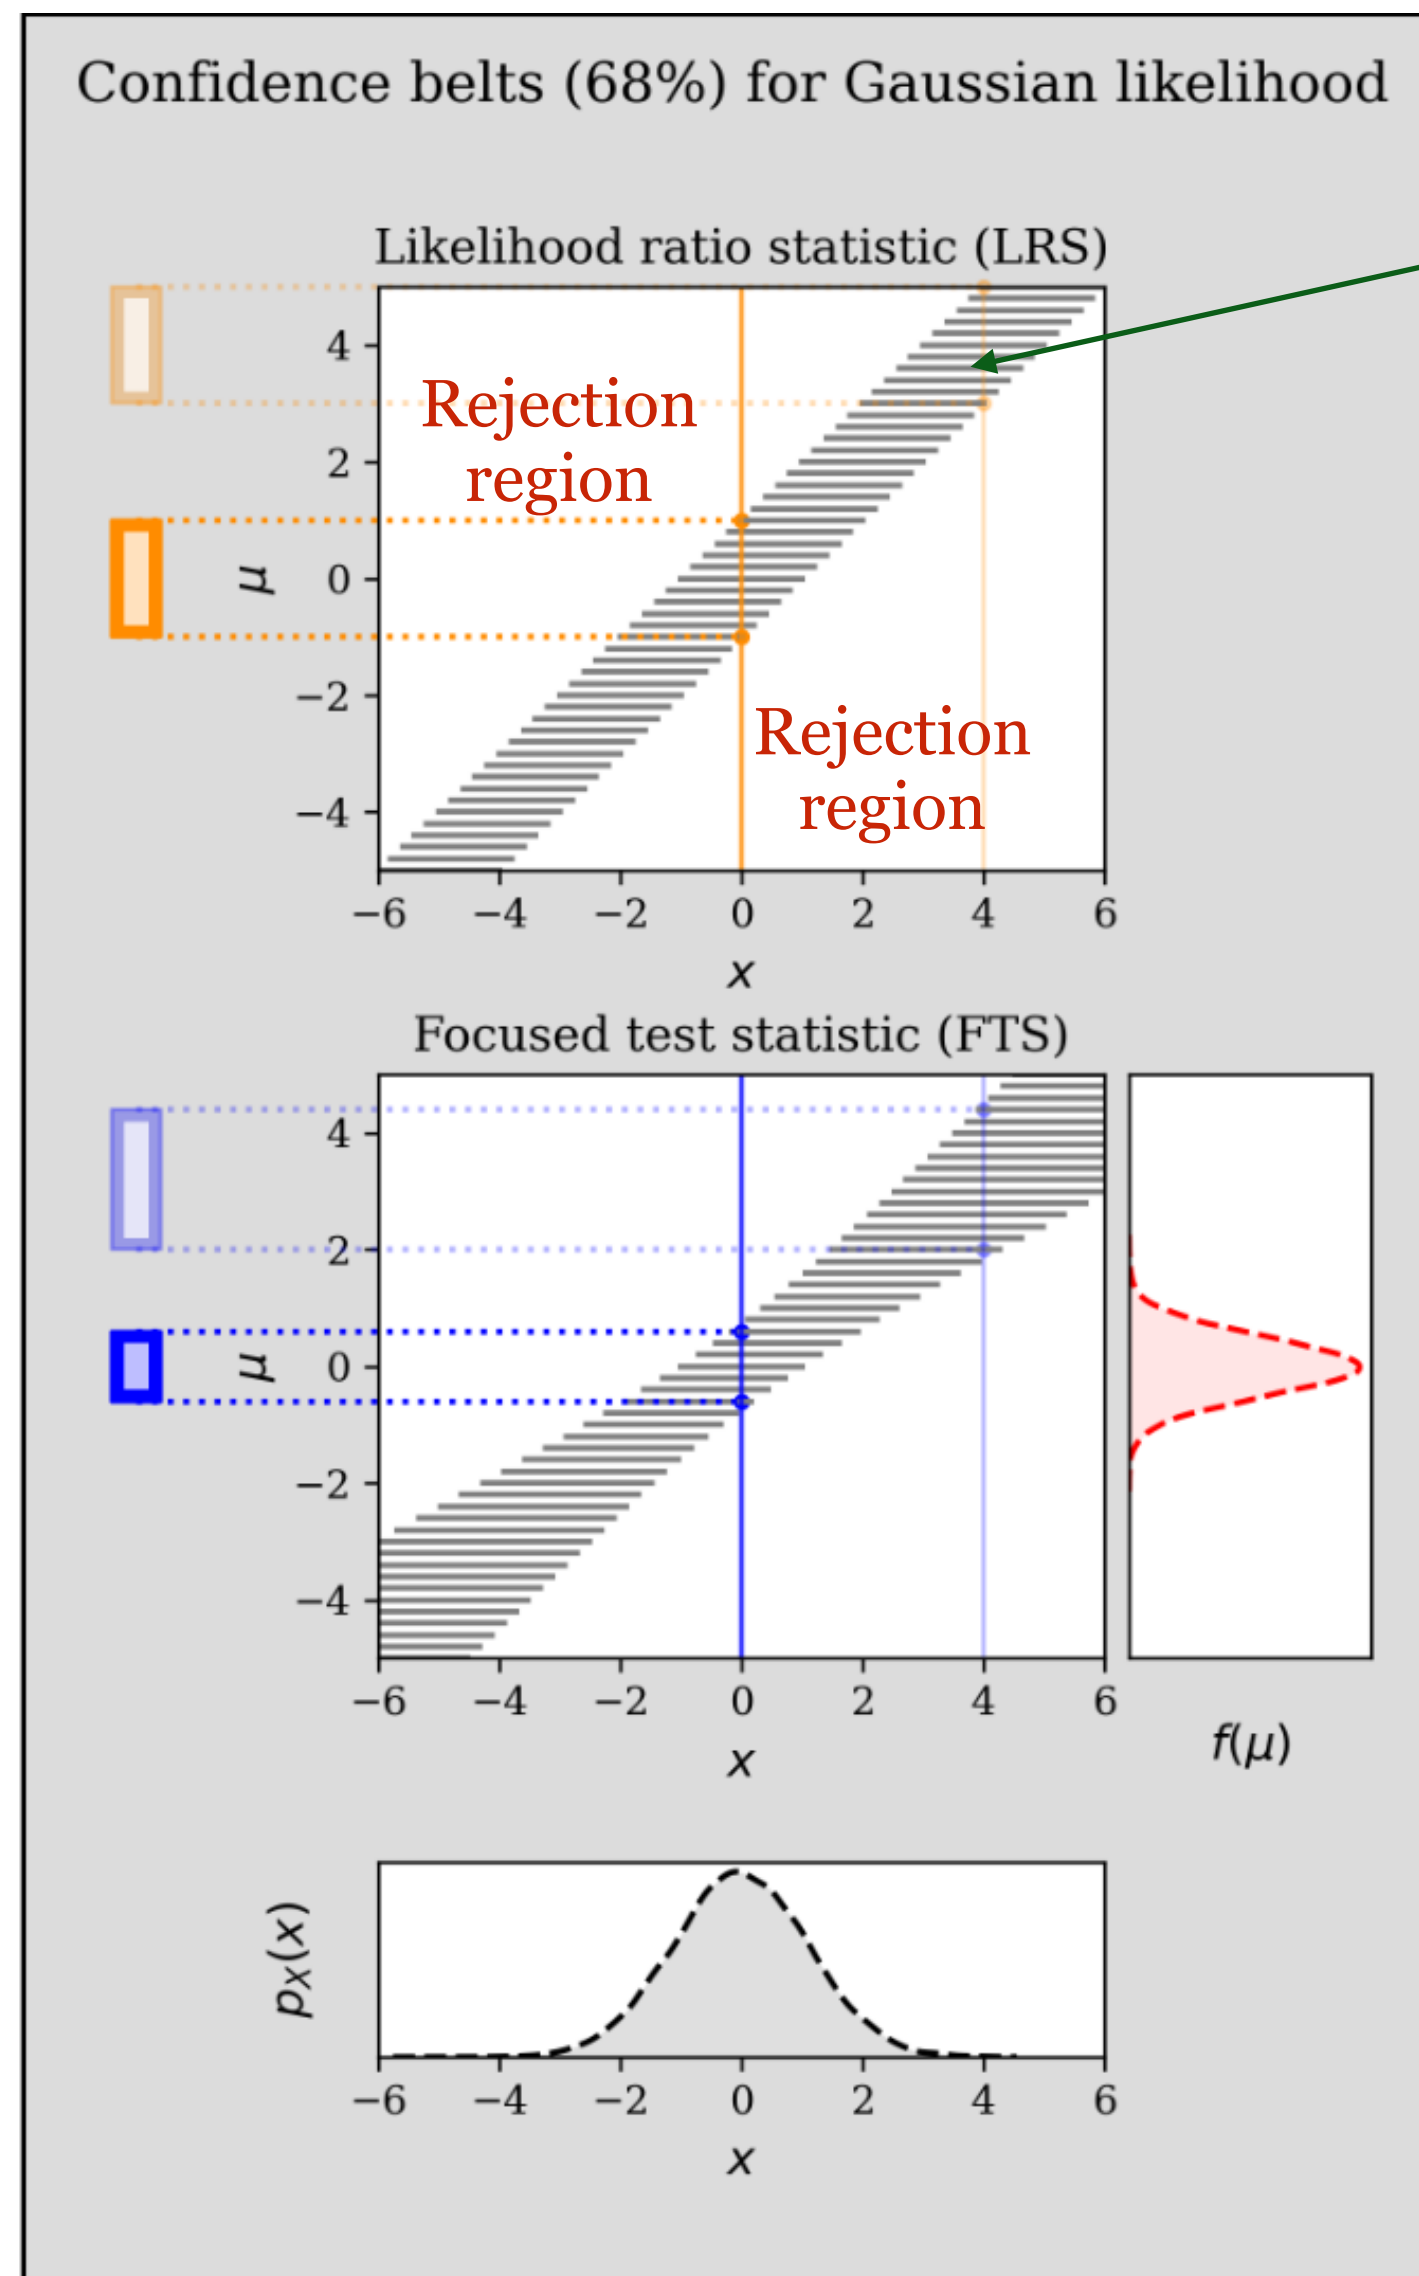 Confidence belts (68%) for Gaussian likelihood
Likelihood ratio statistic (LRS)
4
2
0
−2
−4
μ
Rejection
region
Rejection
region
−6 −4 −2 0 2 4 6
x
Focused test statistic (FTS)
4
2
0
−2
−4
μ
−6 −4 −2 0 2 4 6
x
f(μ)
pX(x)
−6 −4 −2 0 2 4 6
x